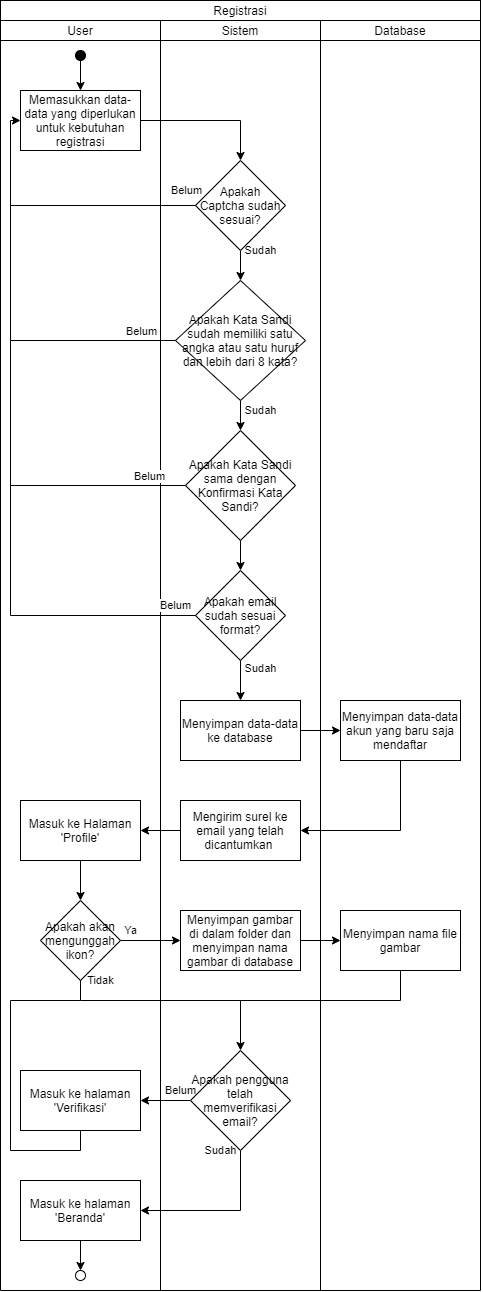 Registrasi
User
Sistem
Database
Memasukkan data-
data yang diperlukan
untuk kebutuhan
registrasi
Belum
Apakah
Captcha sudah
sesuai?
Sudah
Belum
Apakah Kata Sandi
sudah memiliki satu
angka atau satu huruf
dan lebih dari 8 kata?
Sudah
Belum
Apakah Kata Sandi
sama dengan
Konfirmasi Kata
Sandi?
Belum
Apakah email
sudah sesuai
format?
Sudah
Menyimpan data-data
ke database
Menyimpan data-data
akun yang baru saja
mendaftar
Masuk ke Halaman
'Profile'
Mengirim surel ke
email yang telah
dicantumkan
Apakah akan
mengunggah
ikon?
Ya
Tidak
Menyimpan gambar
di dalam folder dan
menyimpan nama
gambar di database
Menyimpan nama file
gambar
Masuk ke halaman
'Verifikasi'
Belum
Apakah pengguna
telah
memverifikasi
email?
Sudah
Masuk ke halaman
'Beranda'